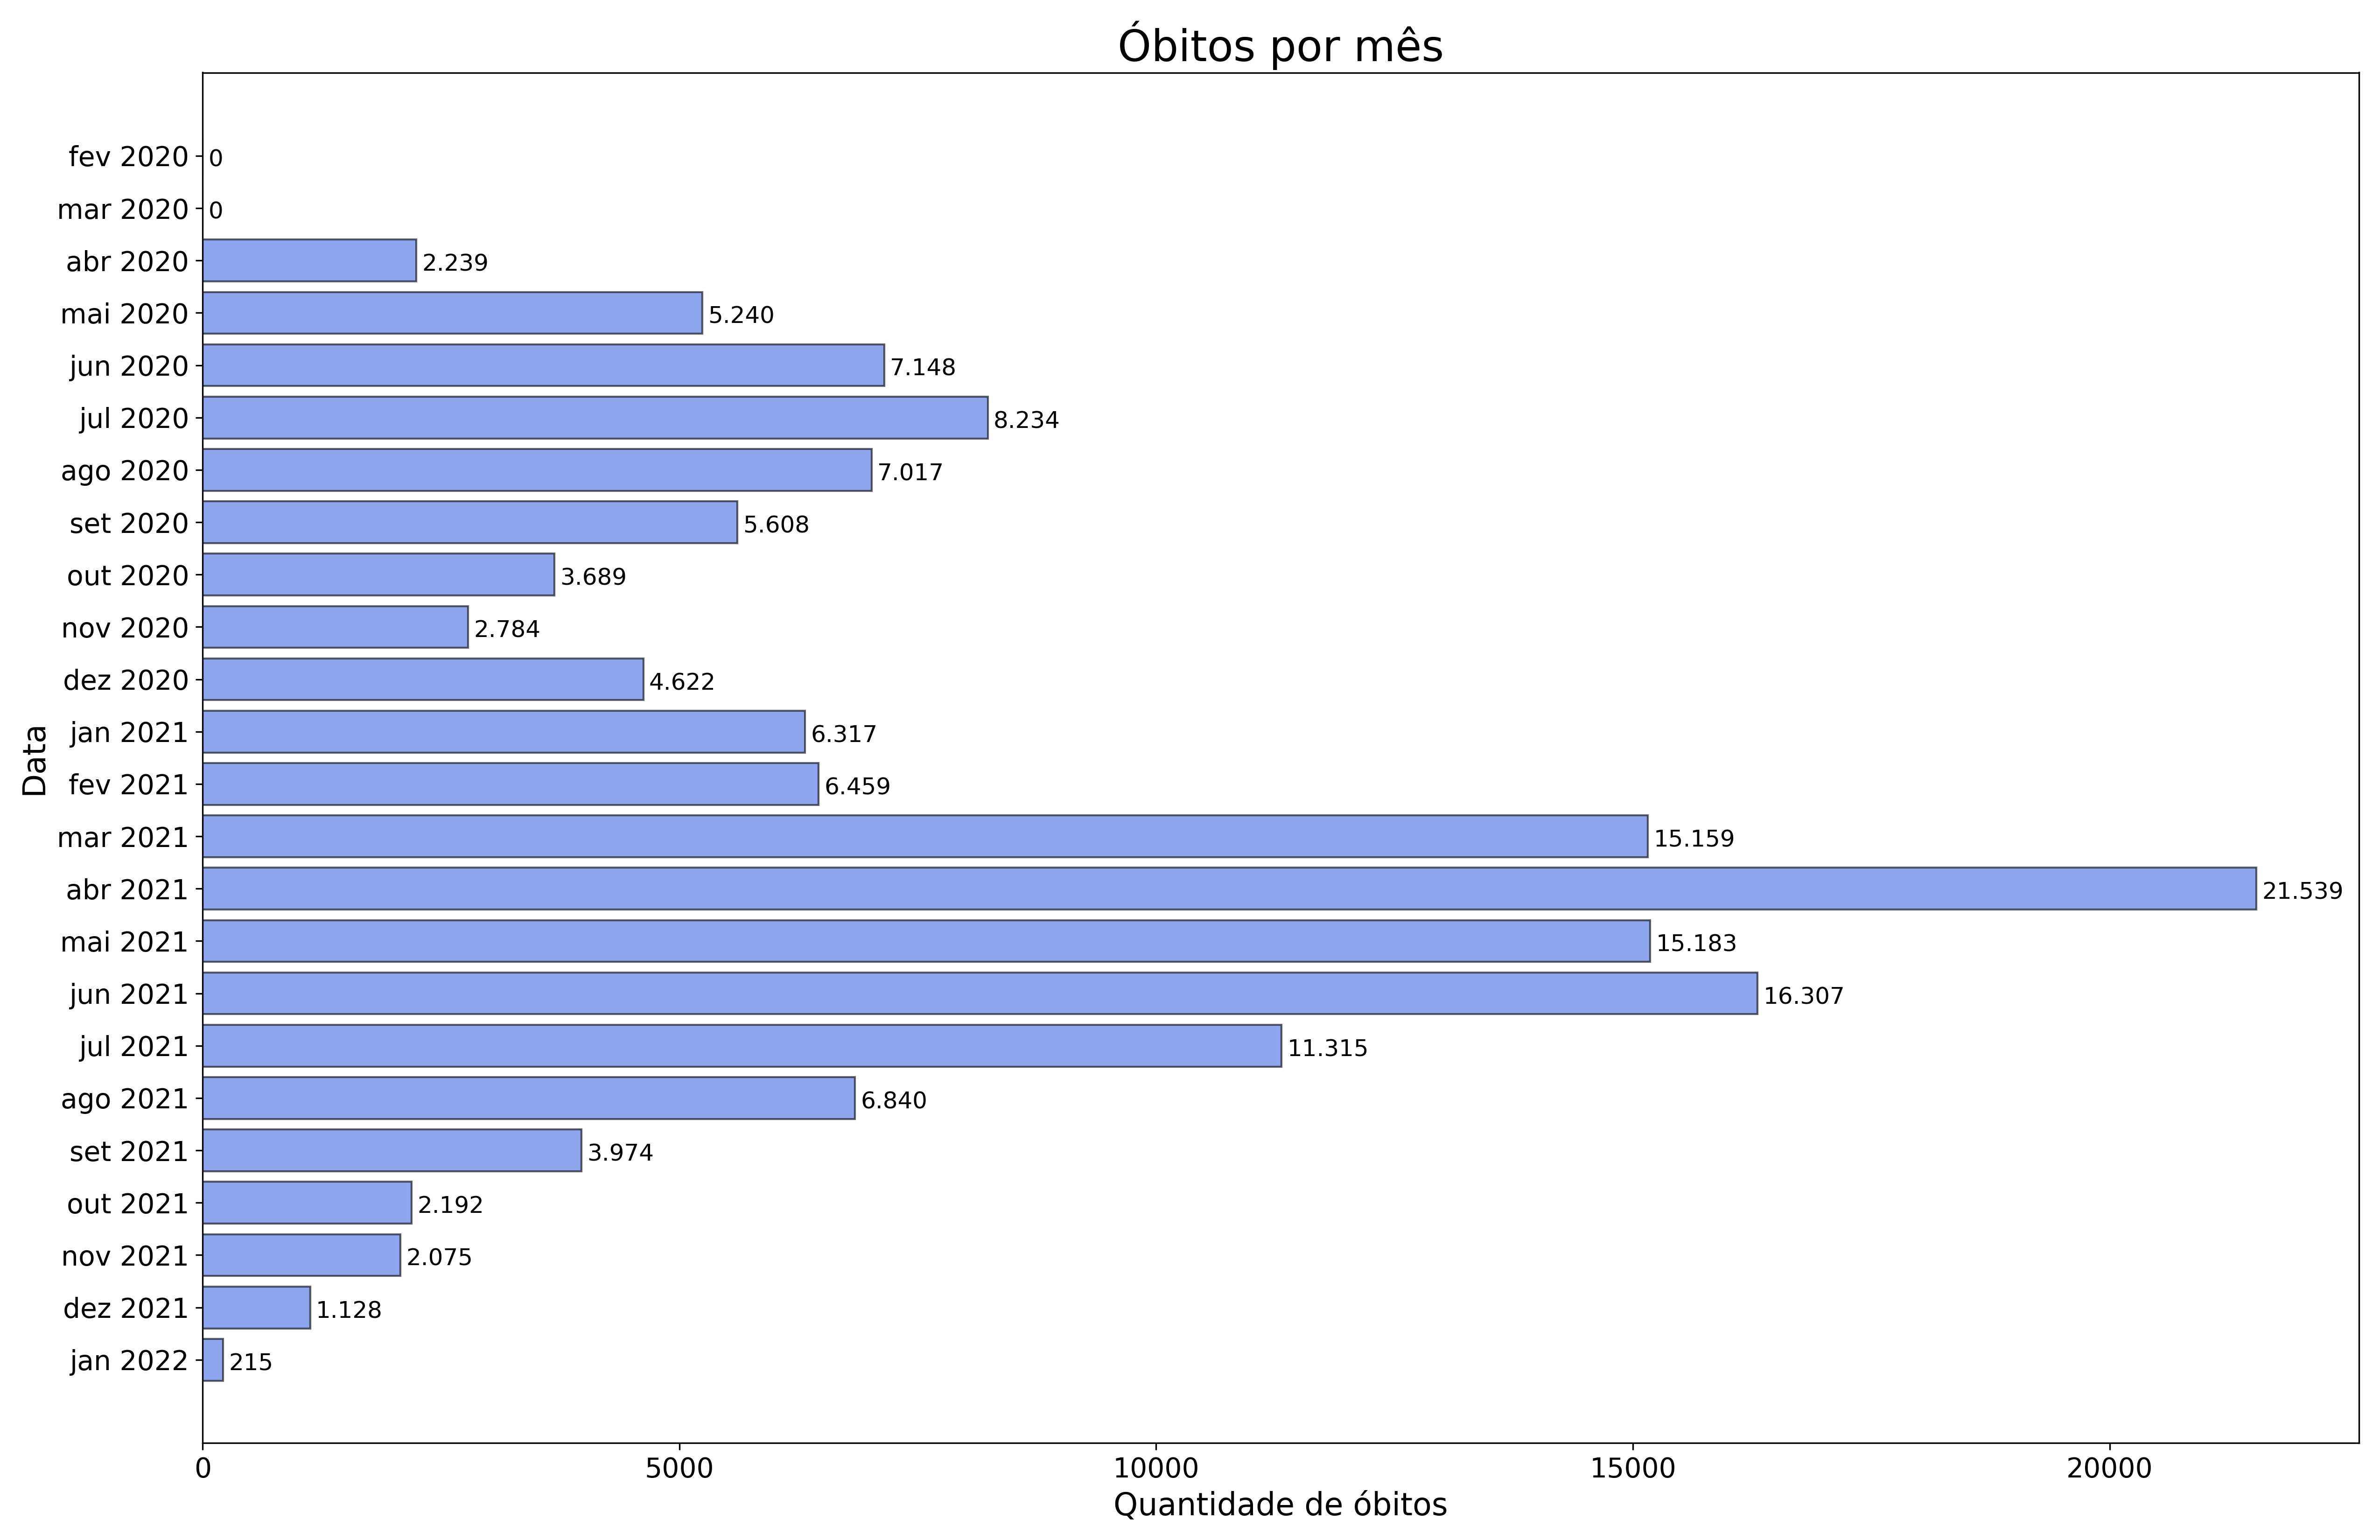 Óbitos por mês
fev 2020 0
mar 2020 0
abr 2020 2.239
mai 2020 5.240
jun 2020 7.148
jul 2020 8.234
ago 2020 7.017
set 2020 5.608
out 2020 3.689
nov 2020 2.784
dez 2020 4.622
jan 2021 6.317
Data
fev 2021 6.459
mar 2021 15.159
abr 2021 21.539
mai 2021 15.183
jun 2021 16.307
jul 2021 11.315
ago 2021 6.840
set 2021 3.974
out 2021 2.192
nov 2021 2.075
dez 2021 1.128
jan 2022 215
0 5000 10000 15000 20000
Quantidade de óbitos